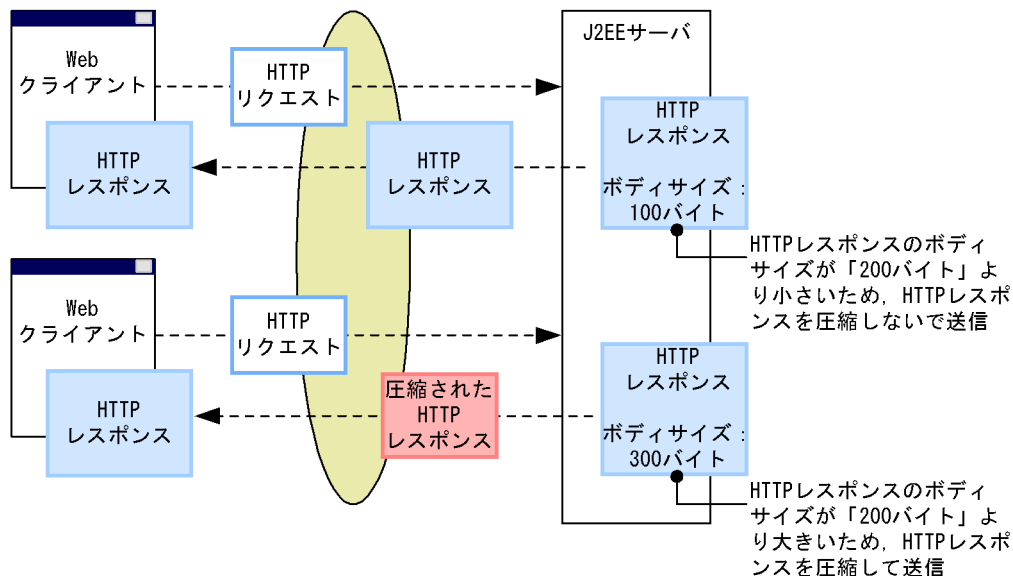 J2EEサーバ
Web
クライアント
HTTP
リクエスト
HTTP
レスポンス
HTTP
レスポンス
HTTP
レスポンス
ボディサイズ：
100バイト
HTTPレスポンスのボディ
サイズが「200バイト」よ
り小さいため，HTTPレスポ
ンスを圧縮しないで送信
Web
クライアント
HTTP
リクエスト
HTTP
レスポンス
圧縮された
HTTP
レスポンス
HTTP
レスポンス
ボディサイズ：
300バイト
HTTPレスポンスのボディ
サイズが「200バイト」よ
り大きいため，HTTPレスポ
ンスを圧縮して送信